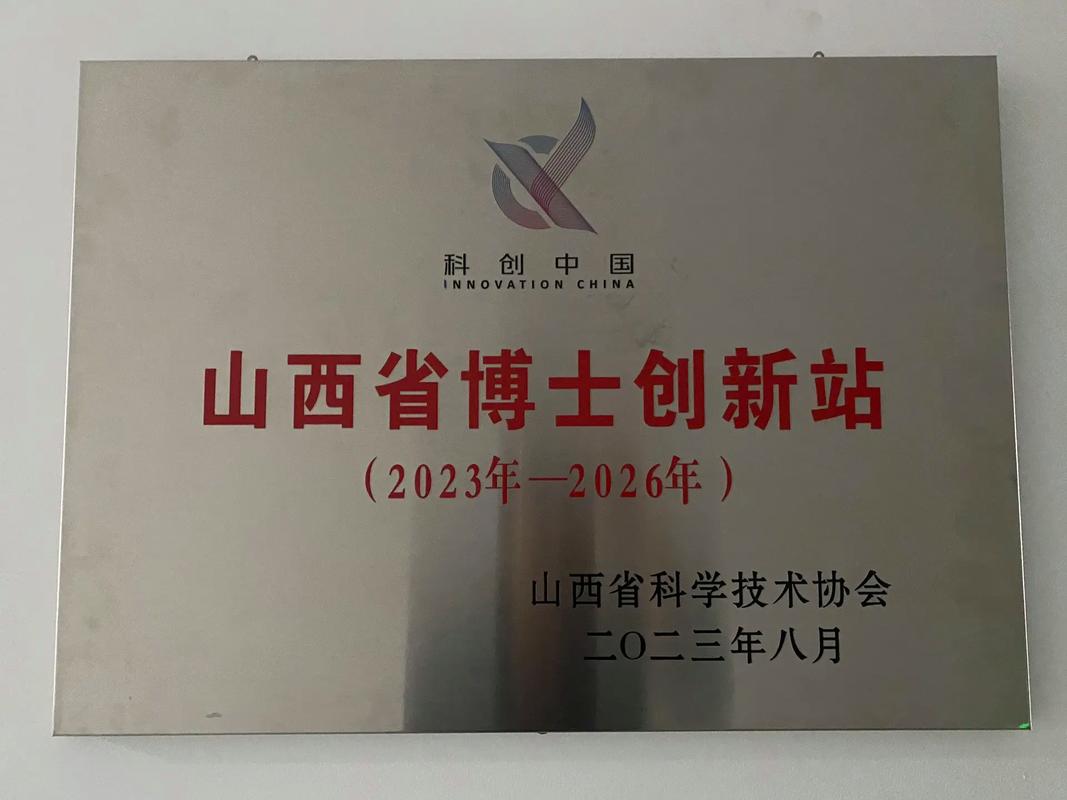 科创中国
INNOVATION CHINA
山西省博士创新站
（2023年—2026年）
山西省科学技术协会
二〇二三年八月